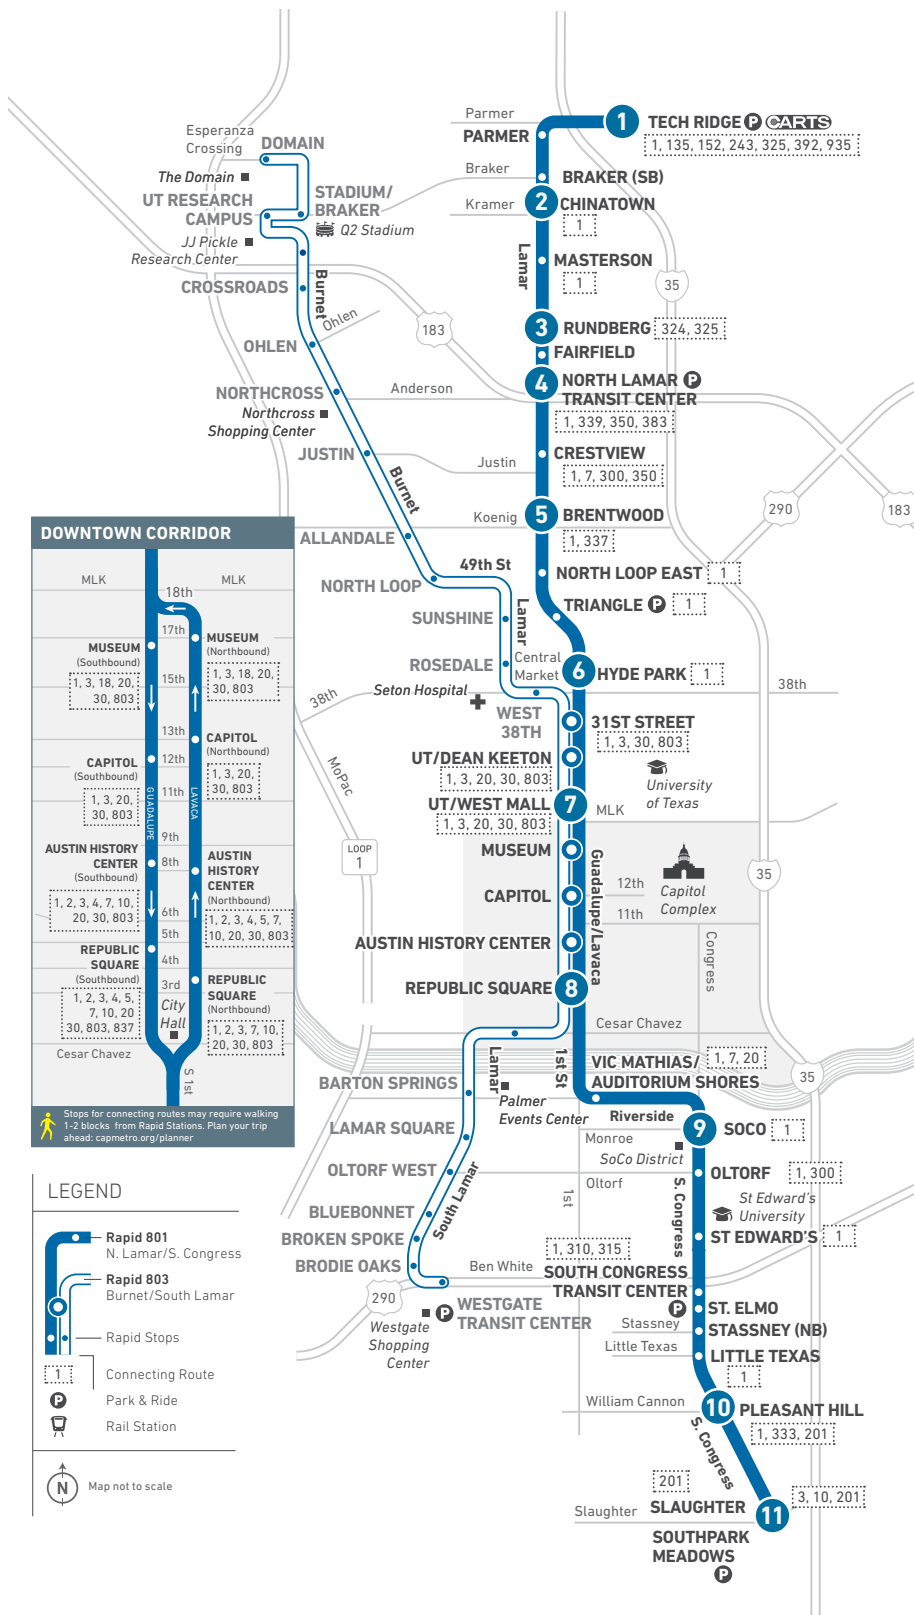 Parmer
1
TECH RIDGE P CARTS
PARMER
1, 135, 152, 243, 325, 392, 935
Esperanza
Crossing
DOMAIN
The Domain
Braker
BRAKER (SB)
UT RESEARCH
CAMPUS
STADIUM/
BRAKER
Q2 Stadium
Kramer
2
CHINATOWN
1
JJ Pickle
Research Center
Lamar
MASTERSON
1
CROSSROADS
Burnet
35
Ohlen
183
3
RUNDBERG
324, 325
OHLEN
FAIRFIELD
NORTHCROSS
Anderson
4
NORTH LAMAR P
TRANSIT CENTER
1, 339, 350, 383
Northcross
Shopping Center
JUSTIN
Justin
CRESTVIEW
1, 7, 300, 350
Burnet
290
183
Koenig
5
BRENTWOOD
1, 337
ALLANDALE
49th St
NORTH LOOP
NORTH LOOP EAST
1
Lamar
TRIANGLE P
1
SUNSHINE
ROSEDALE
Central
Market
6
HYDE PARK
1
Seton Hospital
38th
38th
WEST
38TH
31ST STREET
1, 3, 30, 803
MoPac
UT/DEAN KEETON
1, 3, 20, 30, 803
University
of Texas
UT/WEST MALL
7
1, 3, 20, 30, 803
MLK
MUSEUM
LOOP
1
Guadalupe/Lavaca
35
CAPITOL
12th
11th
Capitol
Complex
AUSTIN HISTORY CENTER
Congress
REPUBLIC SQUARE
8
Cesar Chavez
Lamar
1st St
VIC MATHIAS/
AUDITORIUM SHORES
1, 7, 20
35
BARTON SPRINGS
Palmer
Events Center
Riverside
LAMAR SQUARE
9
SOCO
1
Monroe
SoCo District
OLTORF WEST
Oltorf
OLTORF
1, 300
South Lamar
1st
S. Congress
St Edward's
University
BLUEBONNET
BROKEN SPOKE
ST EDWARD'S
1
BRODIE OAKS
Ben White
1, 310, 315
SOUTH CONGRESS
TRANSIT CENTER
P
290
P
WESTGATE
TRANSIT CENTER
Westgate
Shopping
Center
ST. ELMO
Stassney
STASSNEY (NB)
Little Texas
LITTLE TEXAS
1
William Cannon
10
PLEASANT HILL
1, 333, 201
S. Congress
201
3, 10, 201
Slaughter
SLAUGHTER
11
SOUTHPARK
MEADOWS
P
DOWNTOWN CORRIDOR
MLK
MLK
18th
17th
MUSEUM
(Southbound)
1, 3, 18, 20,
30, 803
MUSEUM
(Northbound)
1, 3, 18, 20,
30, 803
15th
13th
CAPITOL
(Southbound)
1, 3, 20,
30, 803
12th
CAPITOL
(Northbound)
1, 3, 20,
30, 803
11th
GUADALUPE
LAVACA
9th
AUSTIN HISTORY
CENTER
(Southbound)
1, 2, 3, 4, 7, 10,
20, 30, 803
8th
AUSTIN
HISTORY
CENTER
(Northbound)
1, 2, 3, 4, 5, 7,
10, 20, 30, 803
6th
5th
REPUBLIC
SQUARE
(Southbound)
1, 2, 3, 4, 5,
7, 10, 20
30, 803, 837
4th
3rd
REPUBLIC
SQUARE
(Northbound)
1, 2, 3, 7, 10,
20, 30, 803
City
Hall
Cesar Chavez
S 1st
Stops for connecting routes may require walking
1-2 blocks from Rapid Stations. Plan your trip
ahead: capmetro.org/planner
LEGEND
Rapid 801
N. Lamar/S. Congress
Rapid 803
Burnet/South Lamar
Rapid Stops
1
Connecting Route
P
Park & Ride
Rail Station
N
Map not to scale